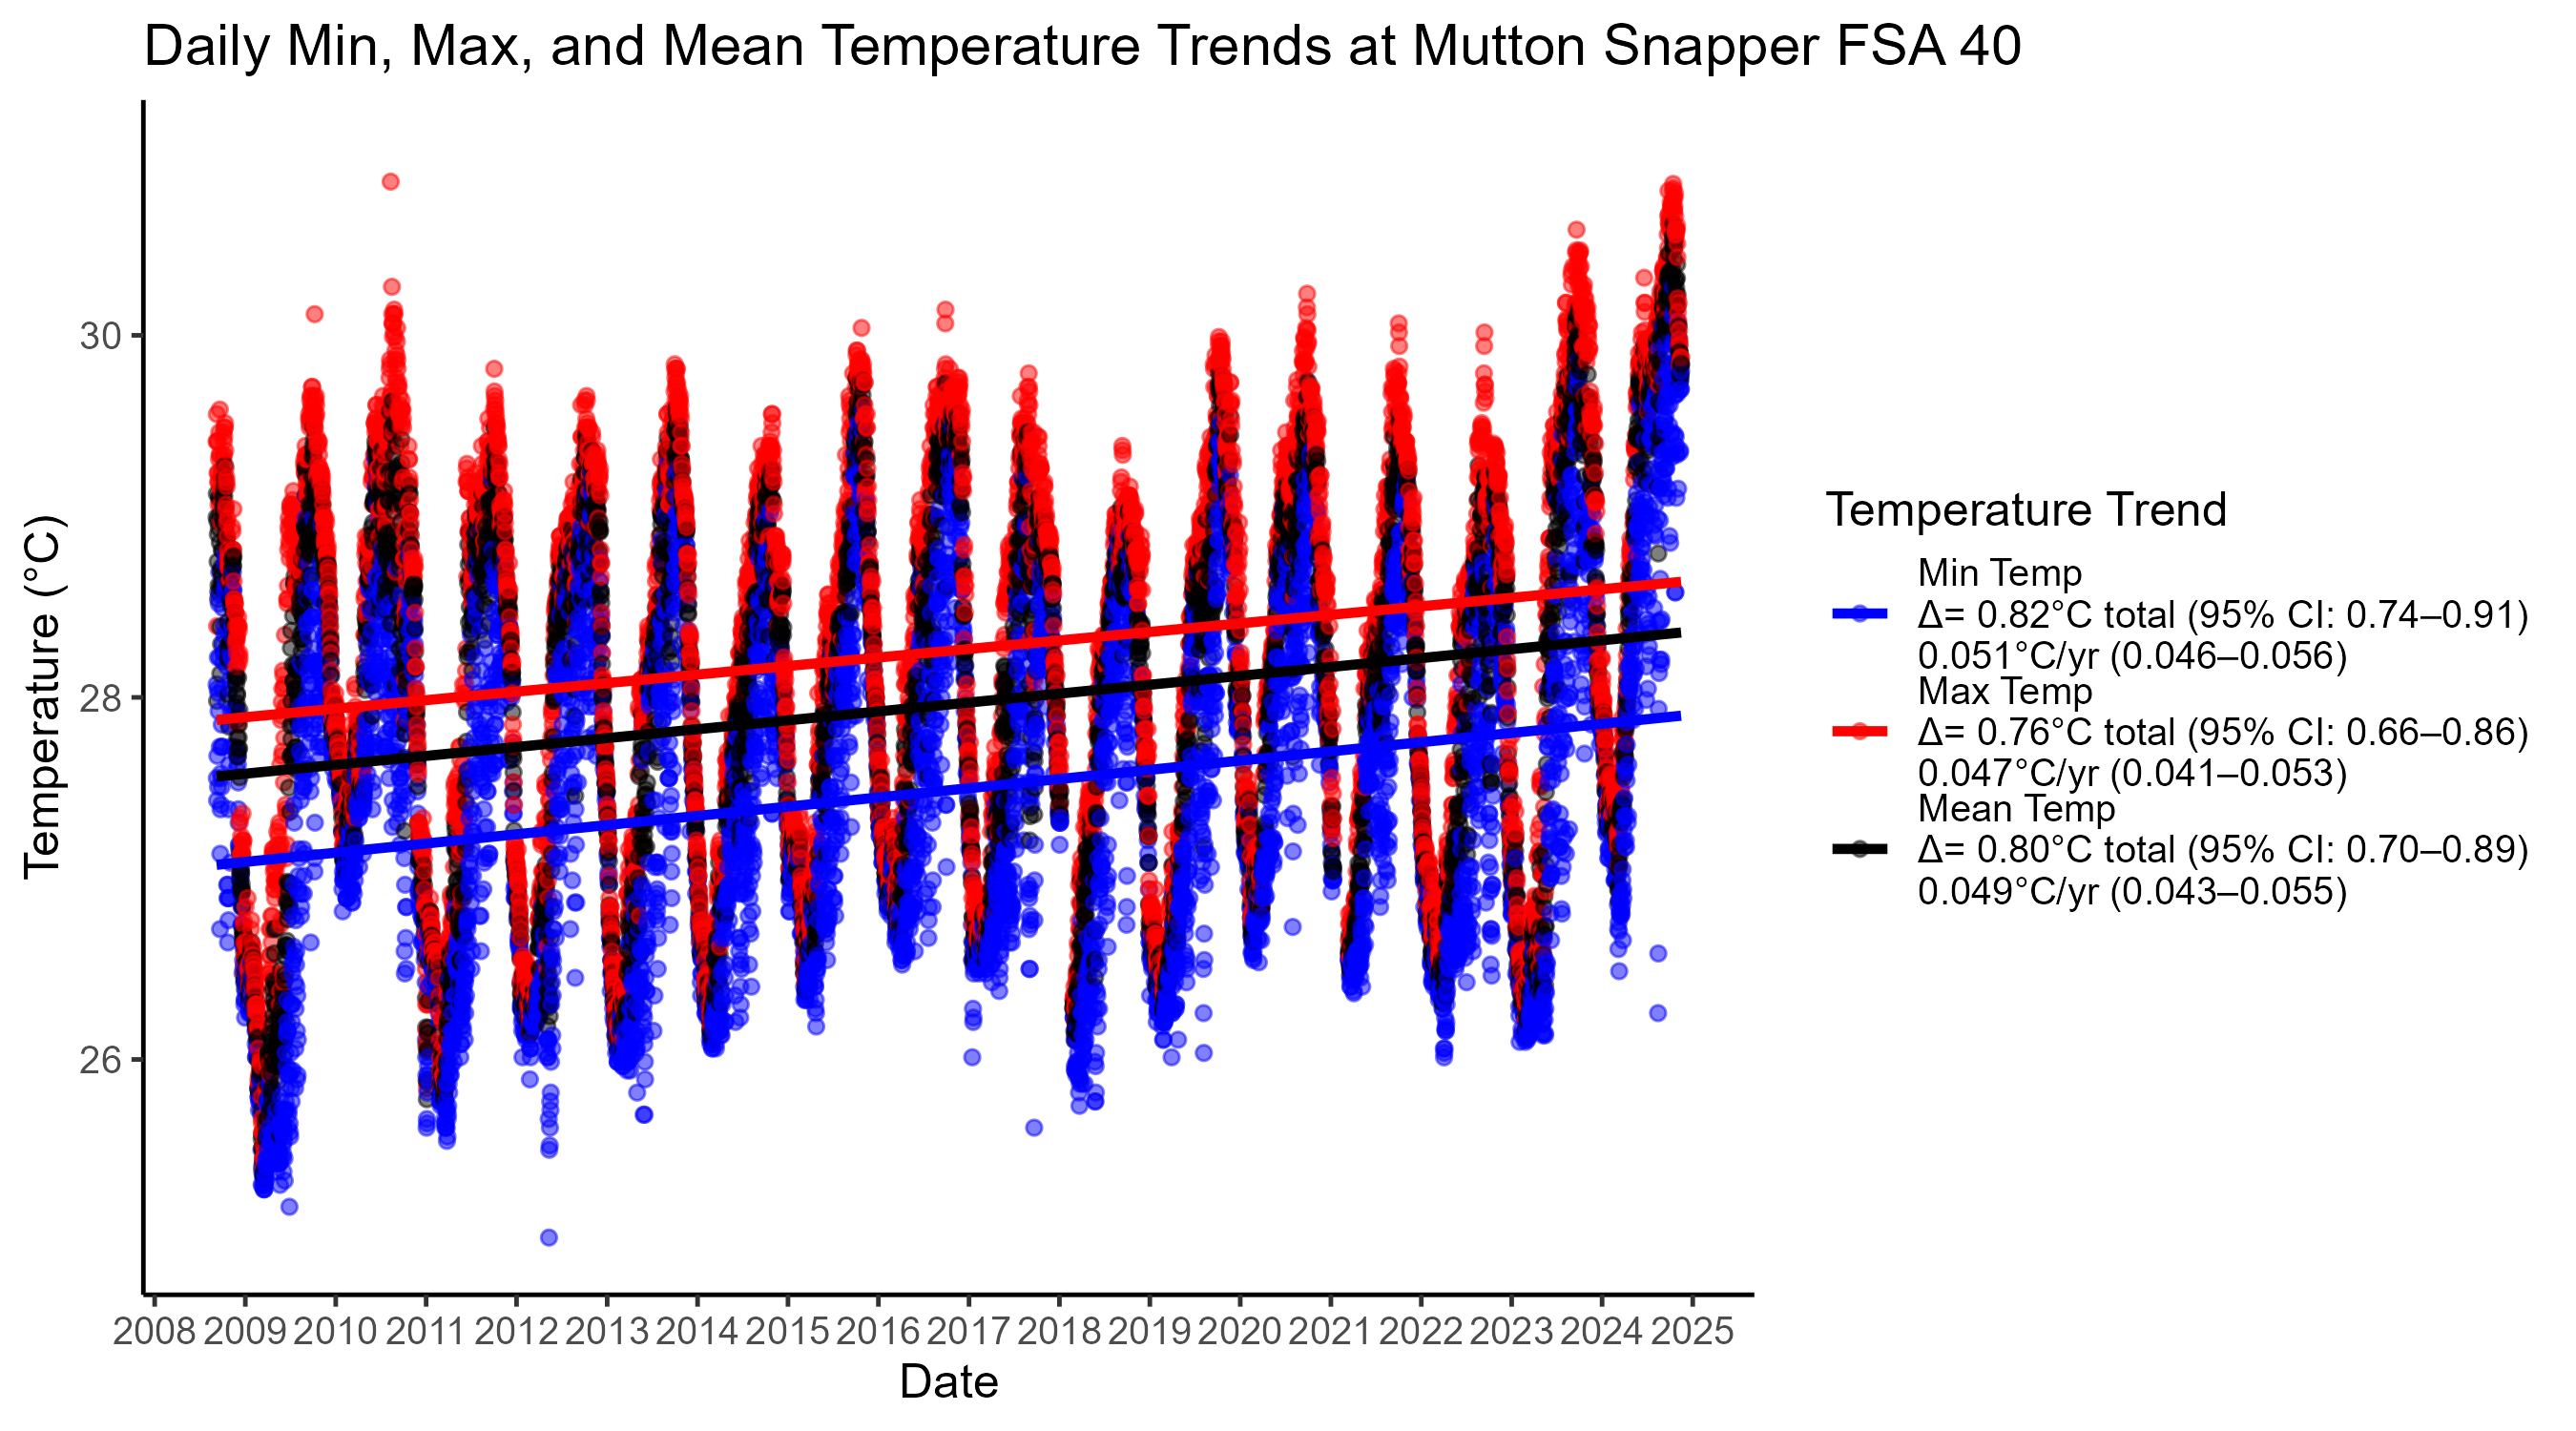 Daily Min, Max, and Mean Temperature Trends at Mutton Snapper FSA 40
Temperature (°C)
30
28
26
2008 2009 2010 2011 2012 2013 2014 2015 2016 2017 2018 2019 2020 2021 2022 2023 2024 2025
Date
Temperature Trend
Min Temp
Δ= 0.82°C total (95% CI: 0.74–0.91)
0.051°C/yr (0.046–0.056)
Max Temp
Δ= 0.76°C total (95% CI: 0.66–0.86)
0.047°C/yr (0.041–0.053)
Mean Temp
Δ= 0.80°C total (95% CI: 0.70–0.89)
0.049°C/yr (0.043–0.055)